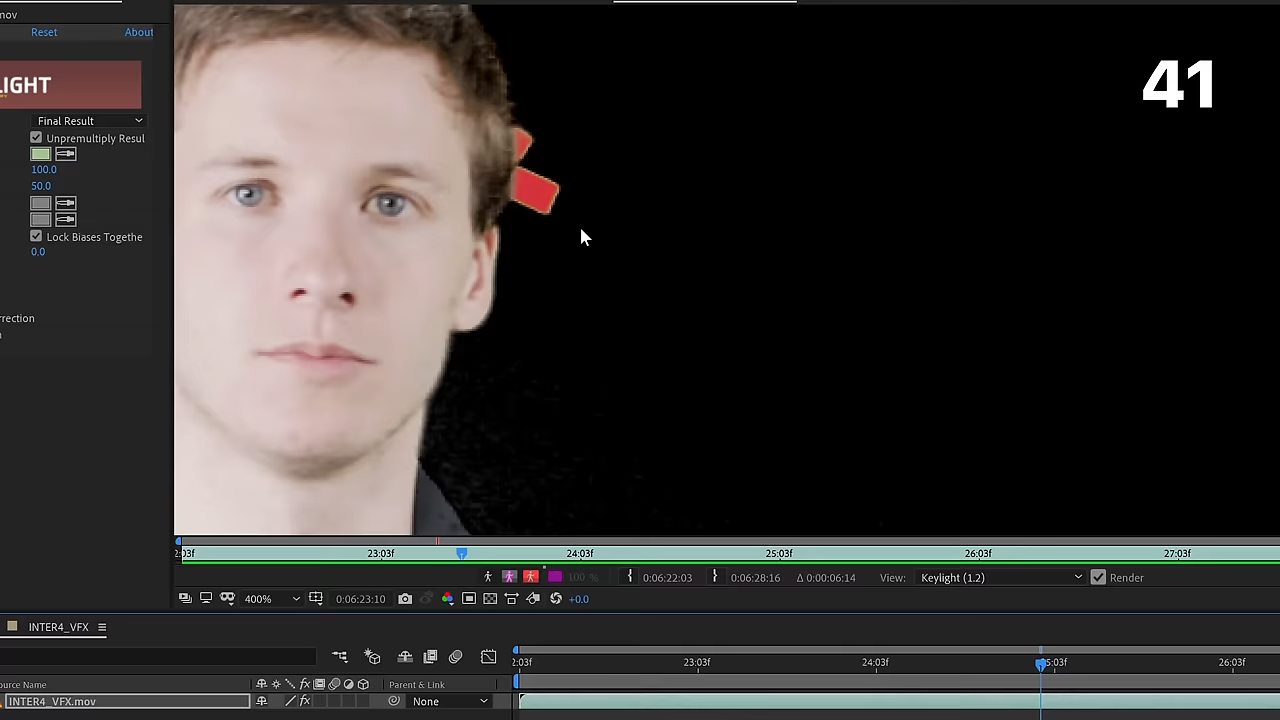 mov
Reset About
LIGHT
Final Result
Unpremultiply Resul
100.0
50.0
Lock Biases Togethe
0.0
rrection
41
2:03f 23:03f 24:03f 25:03f 26:03f 27:03f
100 % 0:06:22:03 0:06:28:16 Δ 0:00:06:14 View: Keylight (1.2) Render
400% 0:06:23:10 +0.0
INTER4_VFX
2:03f 23:03f 24:03f 5:03f 26:03f
ource Name fx Parent & Link
INTER4_VFX.mov fx None